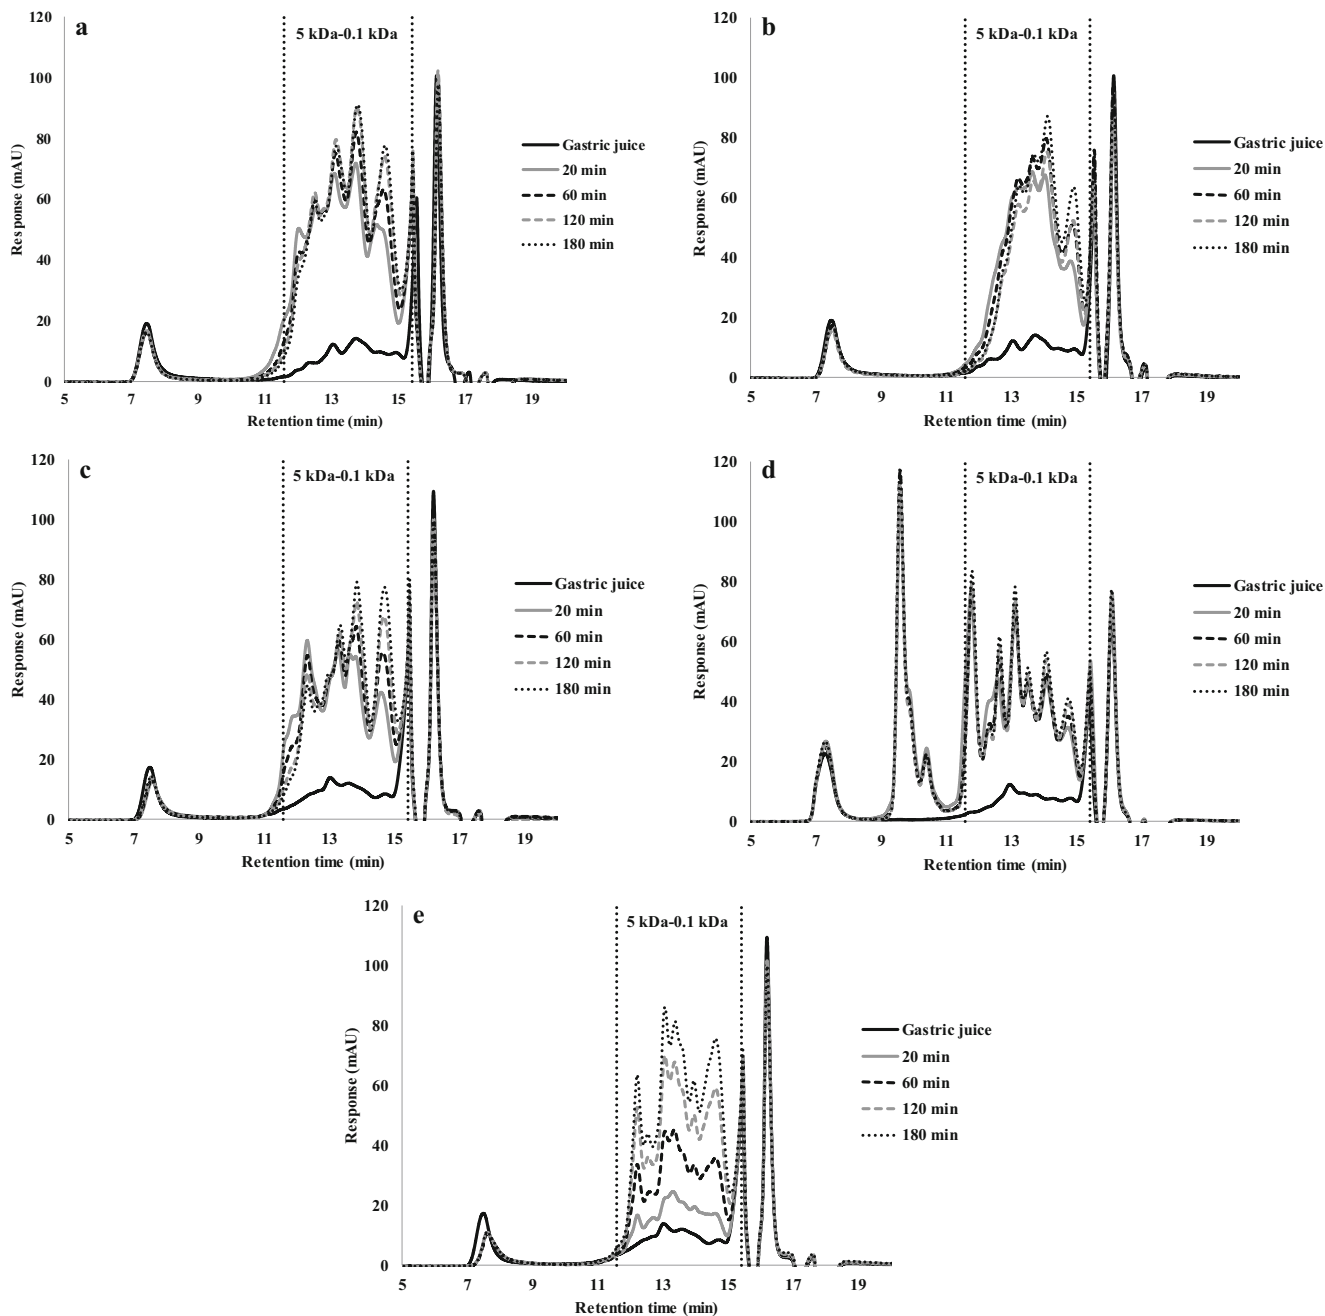 a
5 kDa-0.1 kDa
120
100
80
60
40
20
0
Response (mAU)
5 7 9 11 13 15 17 19
Retention time (min)
Gastric juice
20 min
60 min
120 min
180 min
b
5 kDa-0.1 kDa
120
100
80
60
40
20
0
Response (mAU)
5 7 9 11 13 15 17 19
Retention time (min)
Gastric juice
20 min
60 min
120 min
180 min
c
5 kDa-0.1 kDa
120
100
80
60
40
20
0
Response (mAU)
5 7 9 11 13 15 17 19
Retention time (min)
Gastric juice
20 min
60 min
120 min
180 min
d
5 kDa-0.1 kDa
120
100
80
60
40
20
0
Response (mAU)
5 7 9 11 13 15 17 19
Retention time (min)
Gastric juice
20 min
60 min
120 min
180 min
e
5 kDa-0.1 kDa
120
100
80
60
40
20
0
Response (mAU)
5 7 9 11 13 15 17 19
Retention time (min)
Gastric juice
20 min
60 min
120 min
180 min